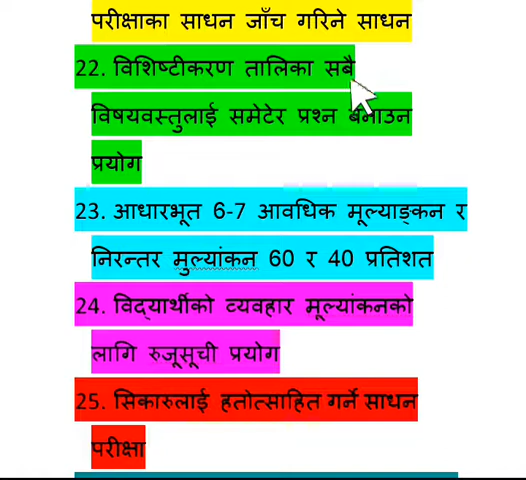 परीक्षाका साधन जाँच गरिने साधन
22. विशिष्टीकरण तालिका सबै
विषयवस्तुलाई समेटेर प्रश्न बनाउन
प्रयोग
23. आधारभूत 6-7 आवधिक मूल्याङ्कन र
निरन्तर मुल्यांकन 60 र 40 प्रतिशत
24. विद्यार्थीको व्यवहार मूल्यांकनको
लागि रुजूसूची प्रयोग
25. सिकारुलाई हतोत्साहित गर्ने साधन
परीक्षा